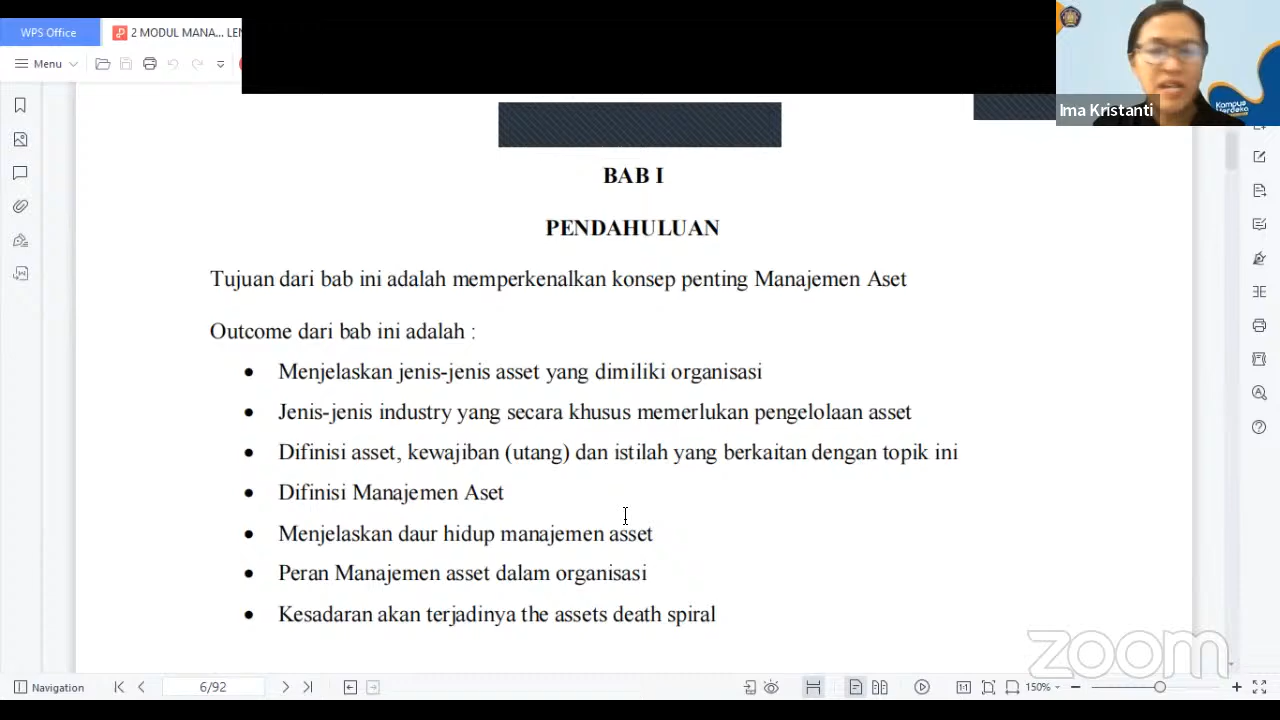 WPS Office
2 MODUL MANA... LEN
Menu
Ima Kristanti
Kampus
Merdeka
BAB I
PENDAHULUAN
Tujuan dari bab ini adalah memperkenalkan konsep penting Manajemen Aset
Outcome dari bab ini adalah :
• Menjelaskan jenis-jenis asset yang dimiliki organisasi
• Jenis-jenis industry yang secara khusus memerlukan pengelolaan asset
• Difinisi asset, kewajiban (utang) dan istilah yang berkaitan dengan topik ini
• Difinisi Manajemen Aset
• Menjelaskan daur hidup manajemen asset
• Peran Manajemen asset dalam organisasi
• Kesadaran akan terjadinya the assets death spiral
zoom
Navigation
6/92
150%